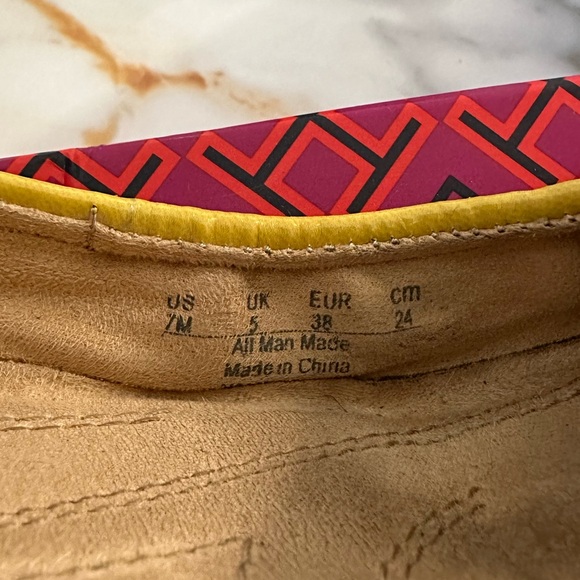 US UK EUR cm
7M 5 38 24
All Man Made
Made in China